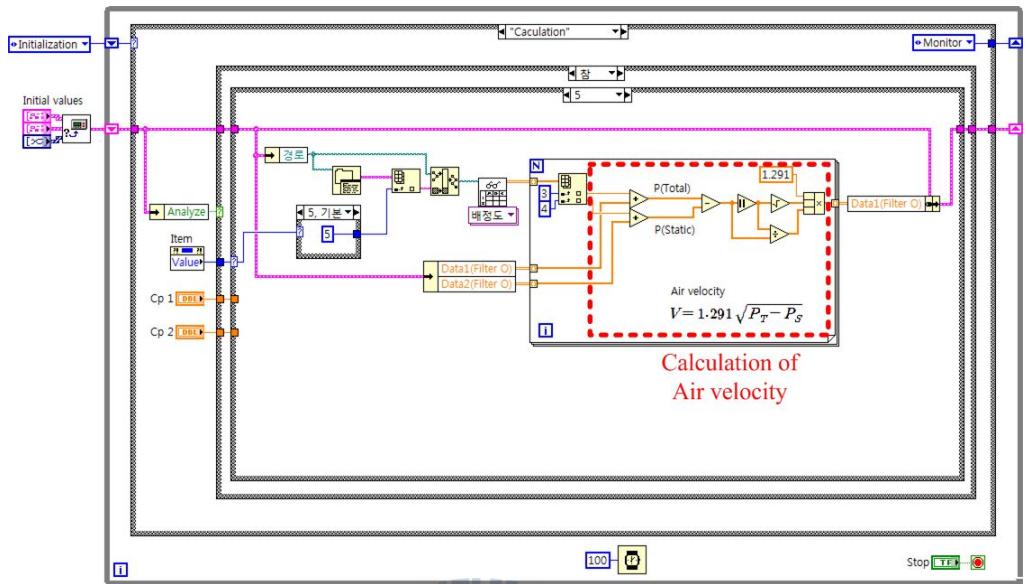 "Caculation"
Initialization
Monitor
참
5
Initial values
경로
N
1.291
P(Total)
3
4
5, 기본
배정도
Data1(Filter O)
Analyze
P(Static)
Item
5
Value
Data1(Filter O)
Data2(Filter O)
Air velocity
Cp 1
DBL
V = 1·291 √P_T − P_S
Cp 2
DBL
i
Calculation of
Air velocity
100
Stop
TF
i